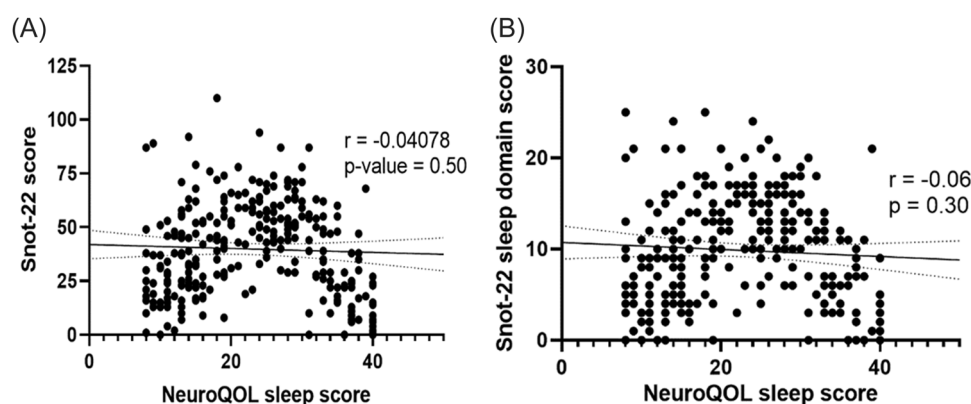 (A)
125
100
75
50
25
0
0
20
40
Snot-22 score
NeuroQOL sleep score
r = -0.04078
p-value = 0.50
(B)
30
20
10
0
0
10
20
30
40
Snot-22 sleep domain score
NeuroQOL sleep score
r = -0.06
p = 0.30